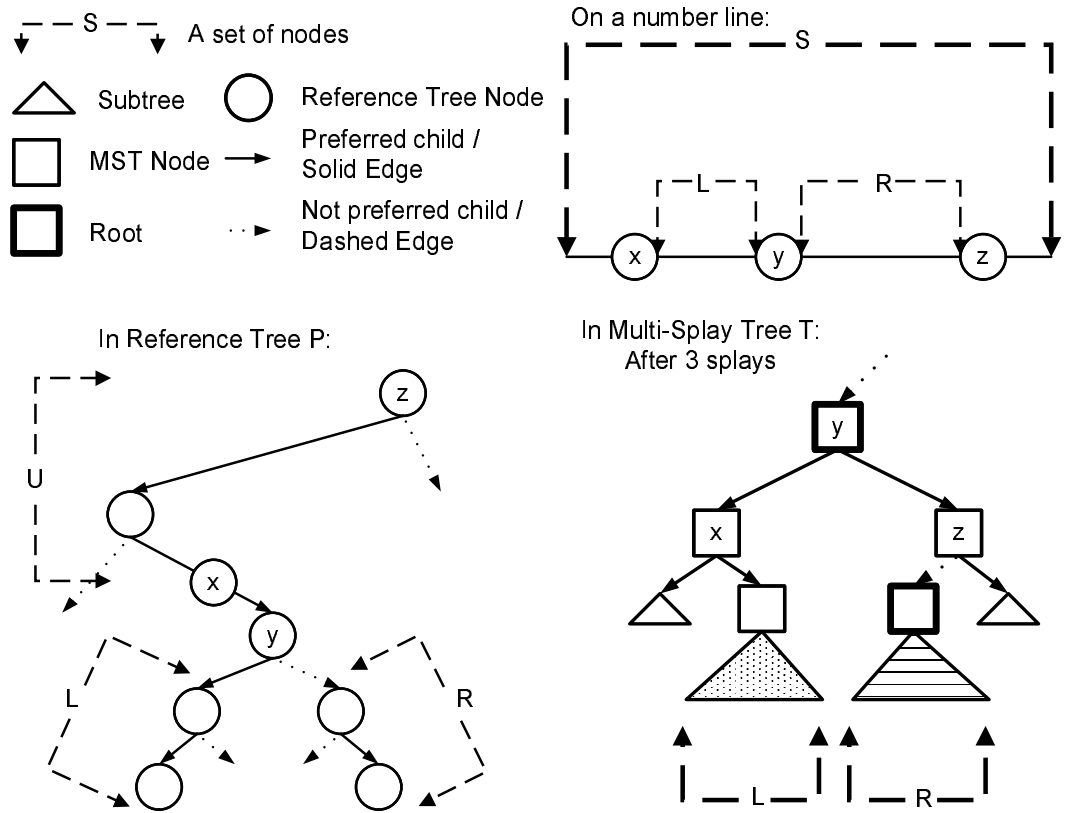 S
A set of nodes
Subtree
Reference Tree Node
MST Node
Preferred child /
Solid Edge
Root
Not preferred child /
Dashed Edge
On a number line:
S
L
R
x
y
z
In Reference Tree P:
z
U
x
y
L
R
In Multi-Splay Tree T:
After 3 splays
y
x
z
L
R